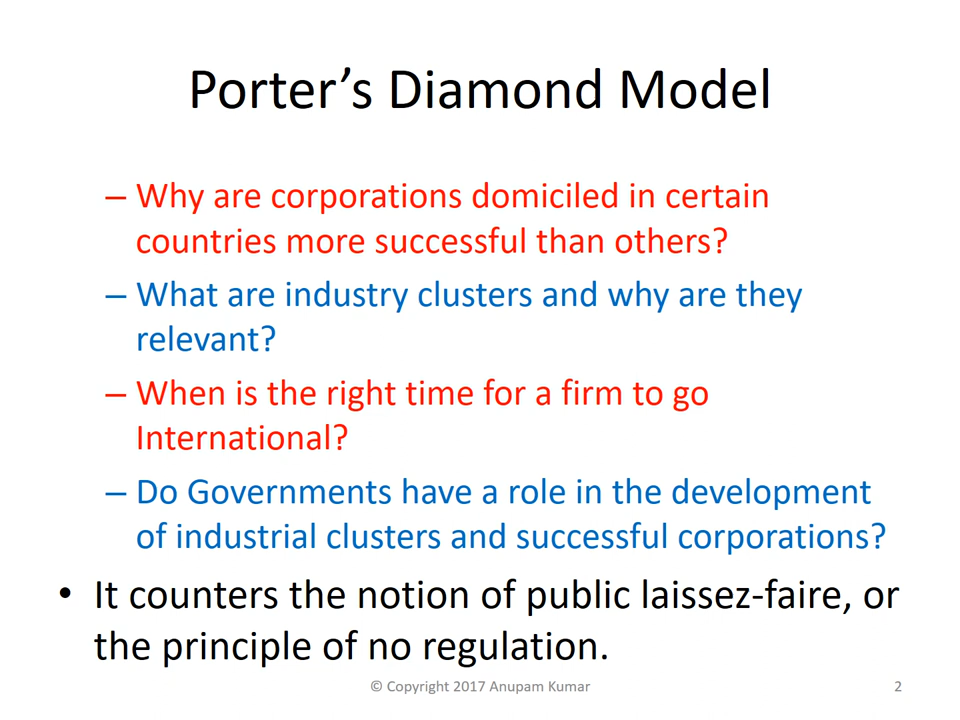 Porter’s Diamond Model
– Why are corporations domiciled in certain
countries more successful than others?
– What are industry clusters and why are they
relevant?
– When is the right time for a firm to go
International?
– Do Governments have a role in the development
of industrial clusters and successful corporations?
• It counters the notion of public laissez-faire, or
the principle of no regulation.
© Copyright 2017 Anupam Kumar
2